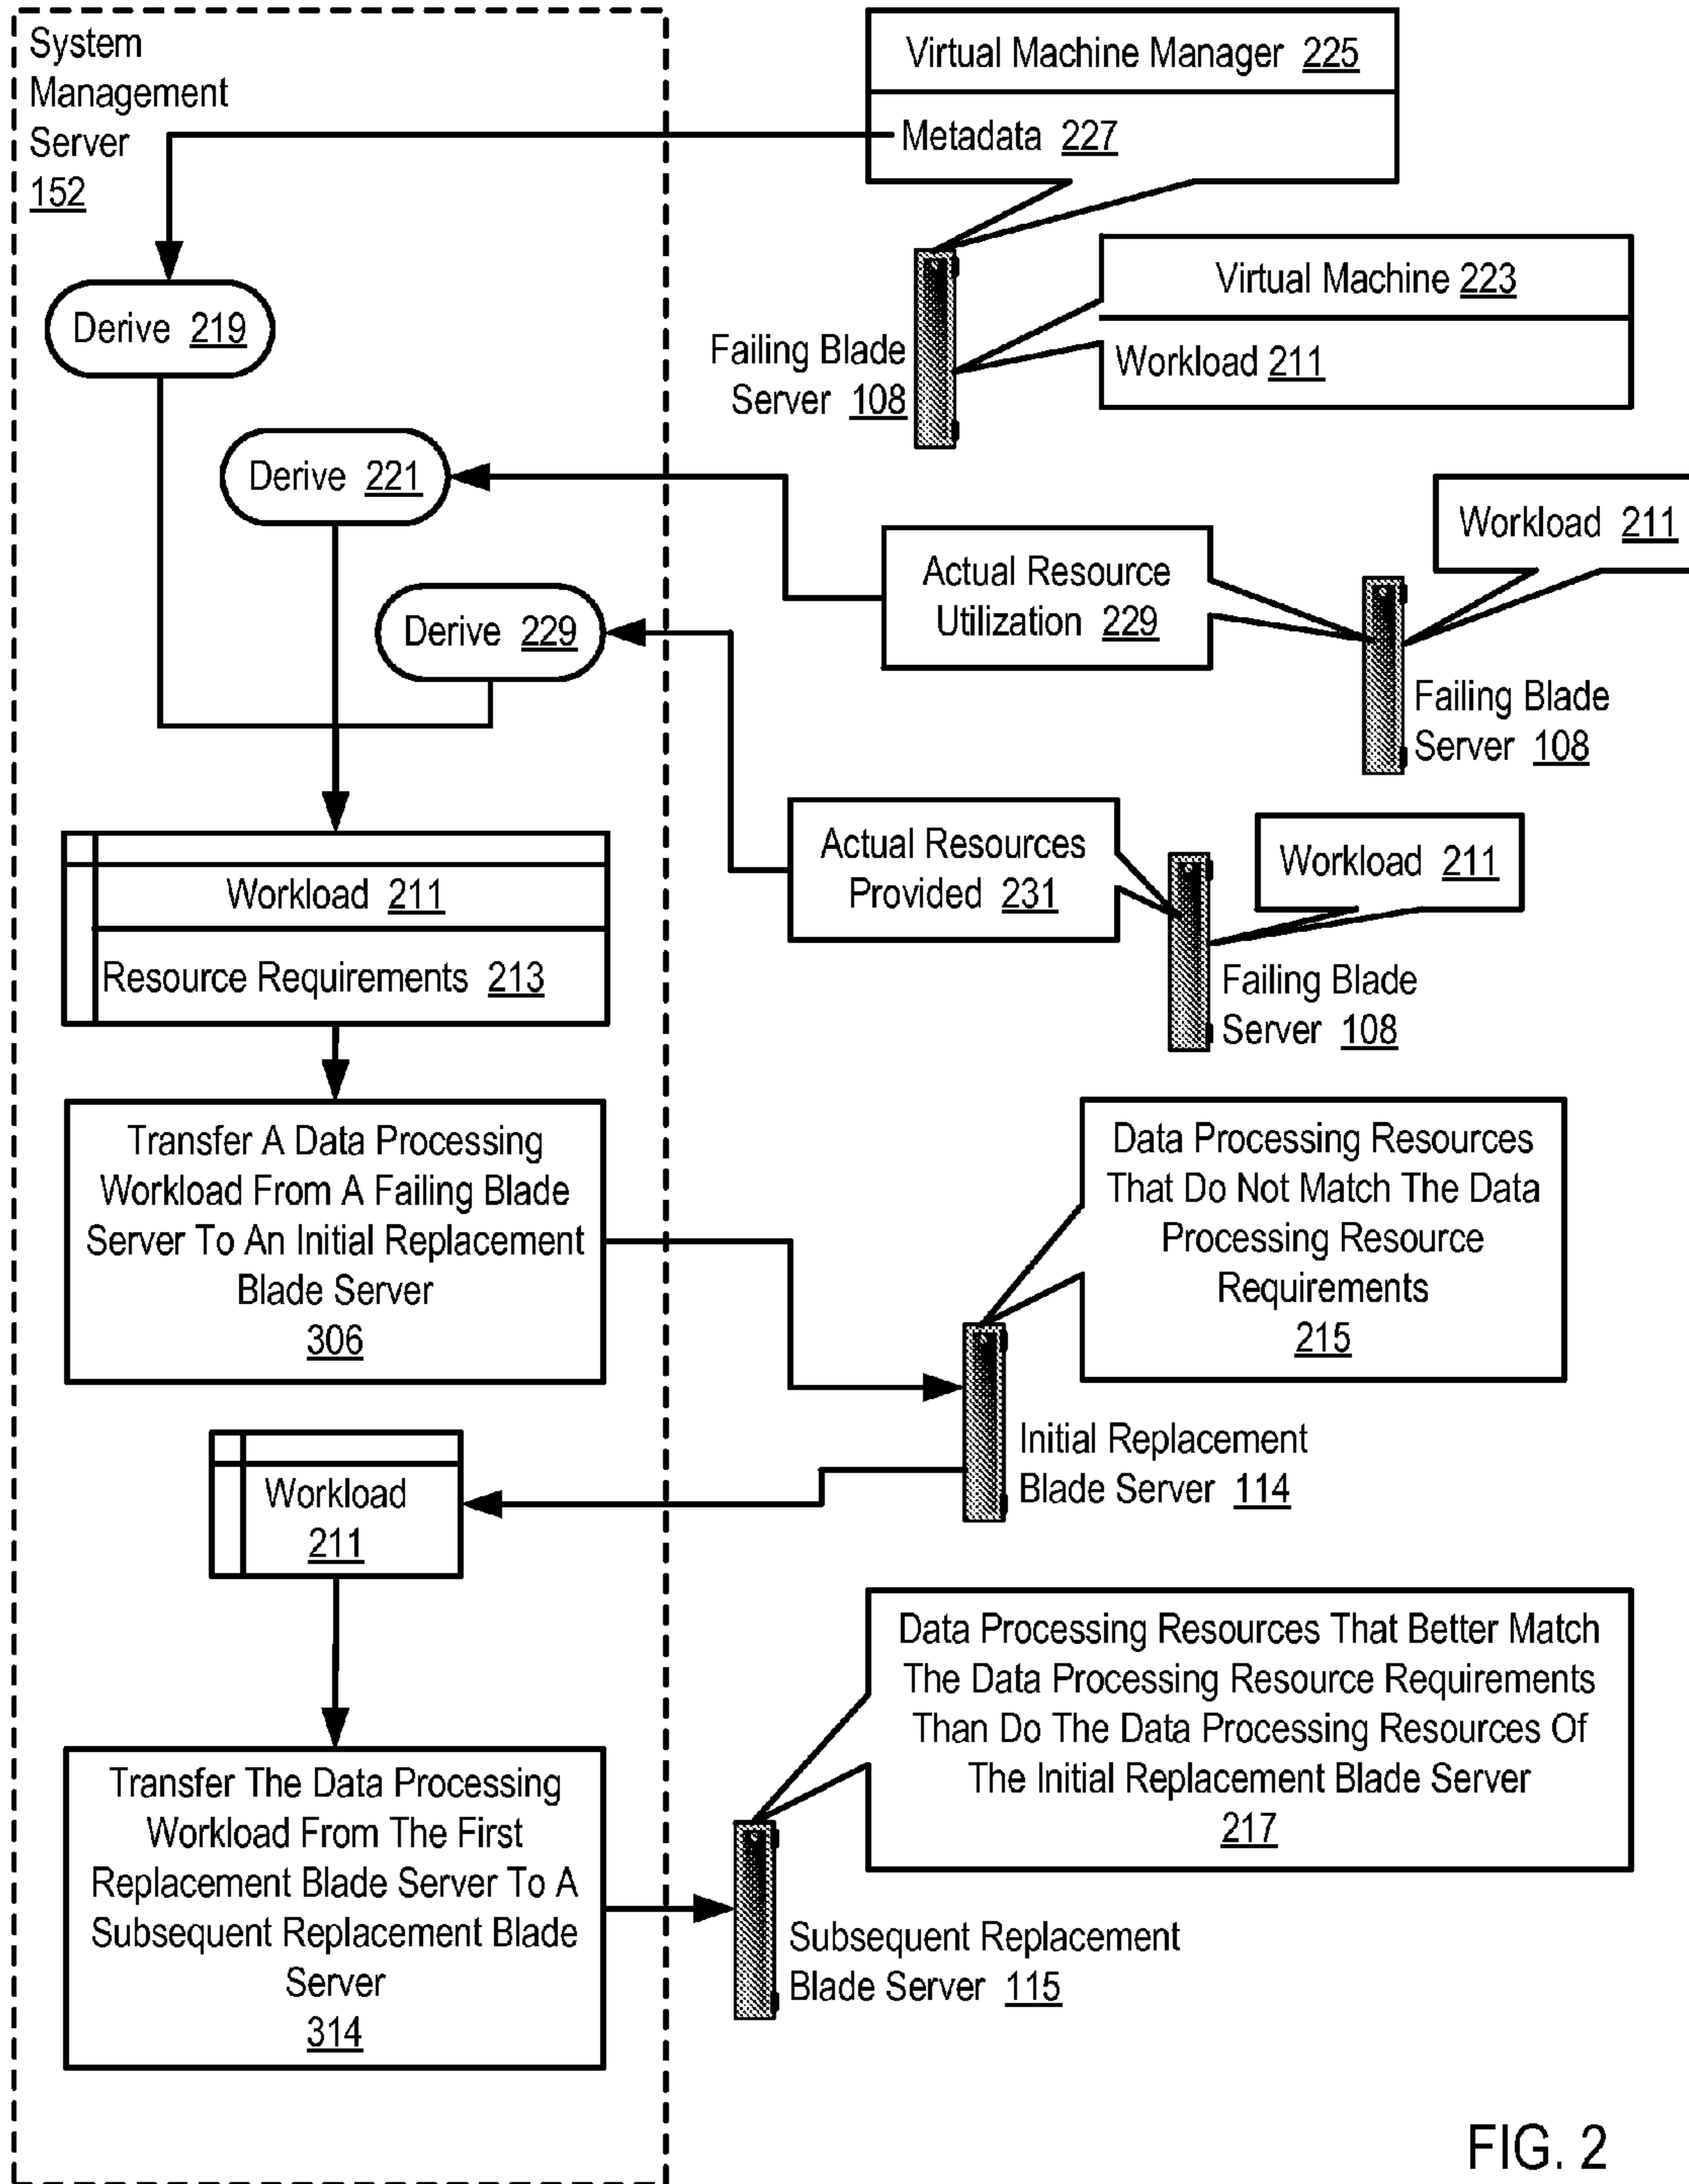 System
Management
Server
152
Virtual Machine Manager 225
Metadata 227
Derive 219
Virtual Machine 223
Workload 211
Failing Blade
Server 108
Derive 221
Workload 211
Actual Resource
Utilization 229
Derive 229
Failing Blade
Server 108
Actual Resources
Provided 231
Workload 211
Workload 211
Resource Requirements 213
Failing Blade
Server 108
Transfer A Data Processing
Workload From A Failing Blade
Server To An Initial Replacement
Blade Server
306
Data Processing Resources
That Do Not Match The Data
Processing Resource
Requirements
215
Initial Replacement
Blade Server 114
Workload
211
Data Processing Resources That Better Match
The Data Processing Resource Requirements
Than Do The Data Processing Resources Of
The Initial Replacement Blade Server
217
Transfer The Data Processing
Workload From The First
Replacement Blade Server To A
Subsequent Replacement Blade
Server
314
Subsequent Replacement
Blade Server 115
FIG. 2